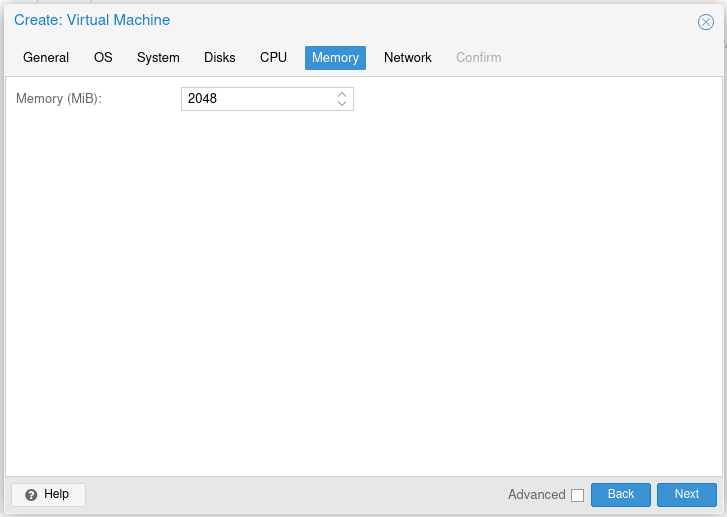 Create: Virtual Machine
General OS System Disks CPU Memory Network Confirm
Memory (MiB): 2048
Help Advanced Back Next